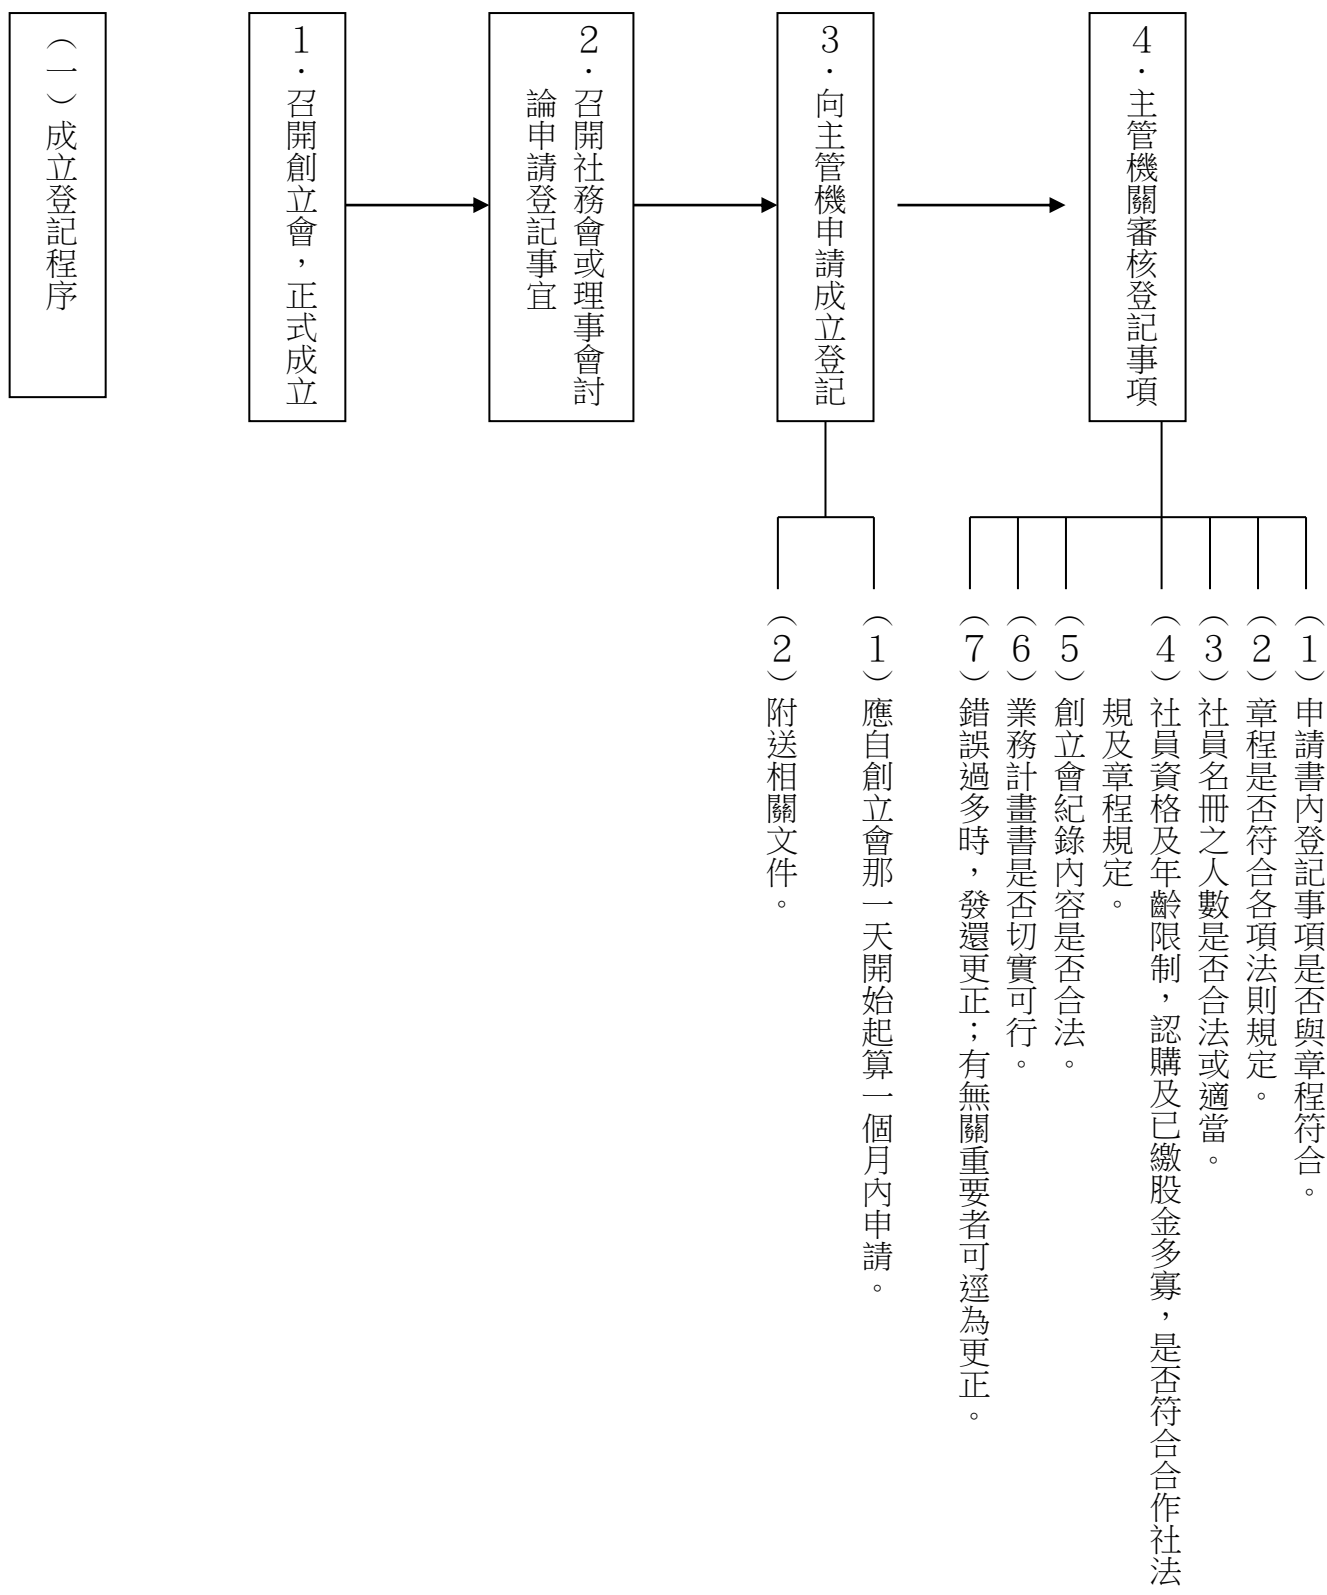 （一）成立登記程序
1．召開創立會，正式成立
2．召開社務會或理事會討
論申請登記事宜
3．向主管機申請成立登記
（1）應自創立會那一天開始起算一個月內申請。
（2）附送相關文件。
4．主管機關審核登記事項
（1）申請書內登記事項是否與章程符合。
（2）章程是否符合各項法則規定。
（3）社員名冊之人數是否合法或適當。
（4）社員資格及年齡限制，認購及已繳股金多寡，是否符合合作社法
規及章程規定。
（5）創立會紀錄內容是否合法。
（6）業務計畫書是否切實可行。
（7）錯誤過多時，發還更正；有無關重要者可逕為更正。